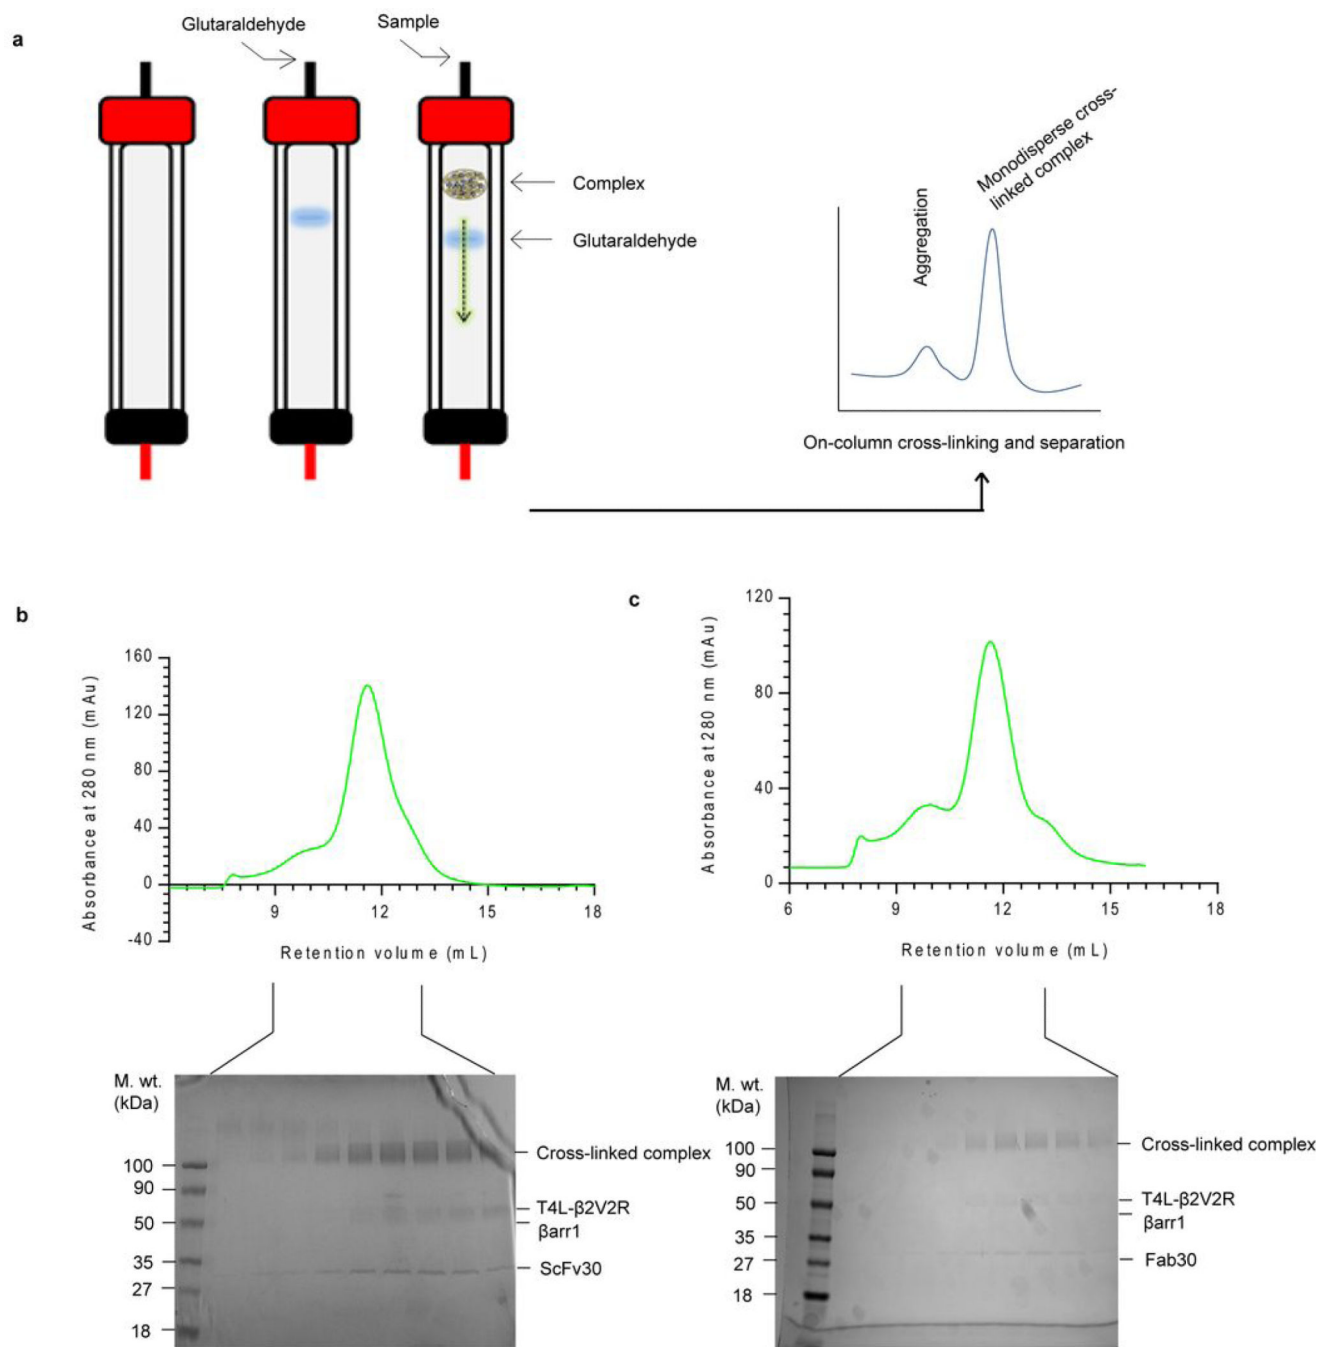 a
Glutaraldehyde
Sample
Complex
Glutaraldehyde
Aggregation
Monodisperse cross-
linked complex
On-column cross-linking and separation
b
Absorbance at 280 nm (mAu)
160
120
80
40
0
-40
9
12
15
18
Retention volume (mL)
M. wt.
(kDa)
100
90
50
35
27
18
Cross-linked complex
T4L-β2V2R
βarr1
ScFv30
c
Absorbance at 280 nm (mAu)
120
80
40
0
6
9
12
15
18
Retention volume (mL)
M. wt.
(kDa)
100
90
50
35
27
18
Cross-linked complex
T4L-β2V2R
βarr1
Fab30